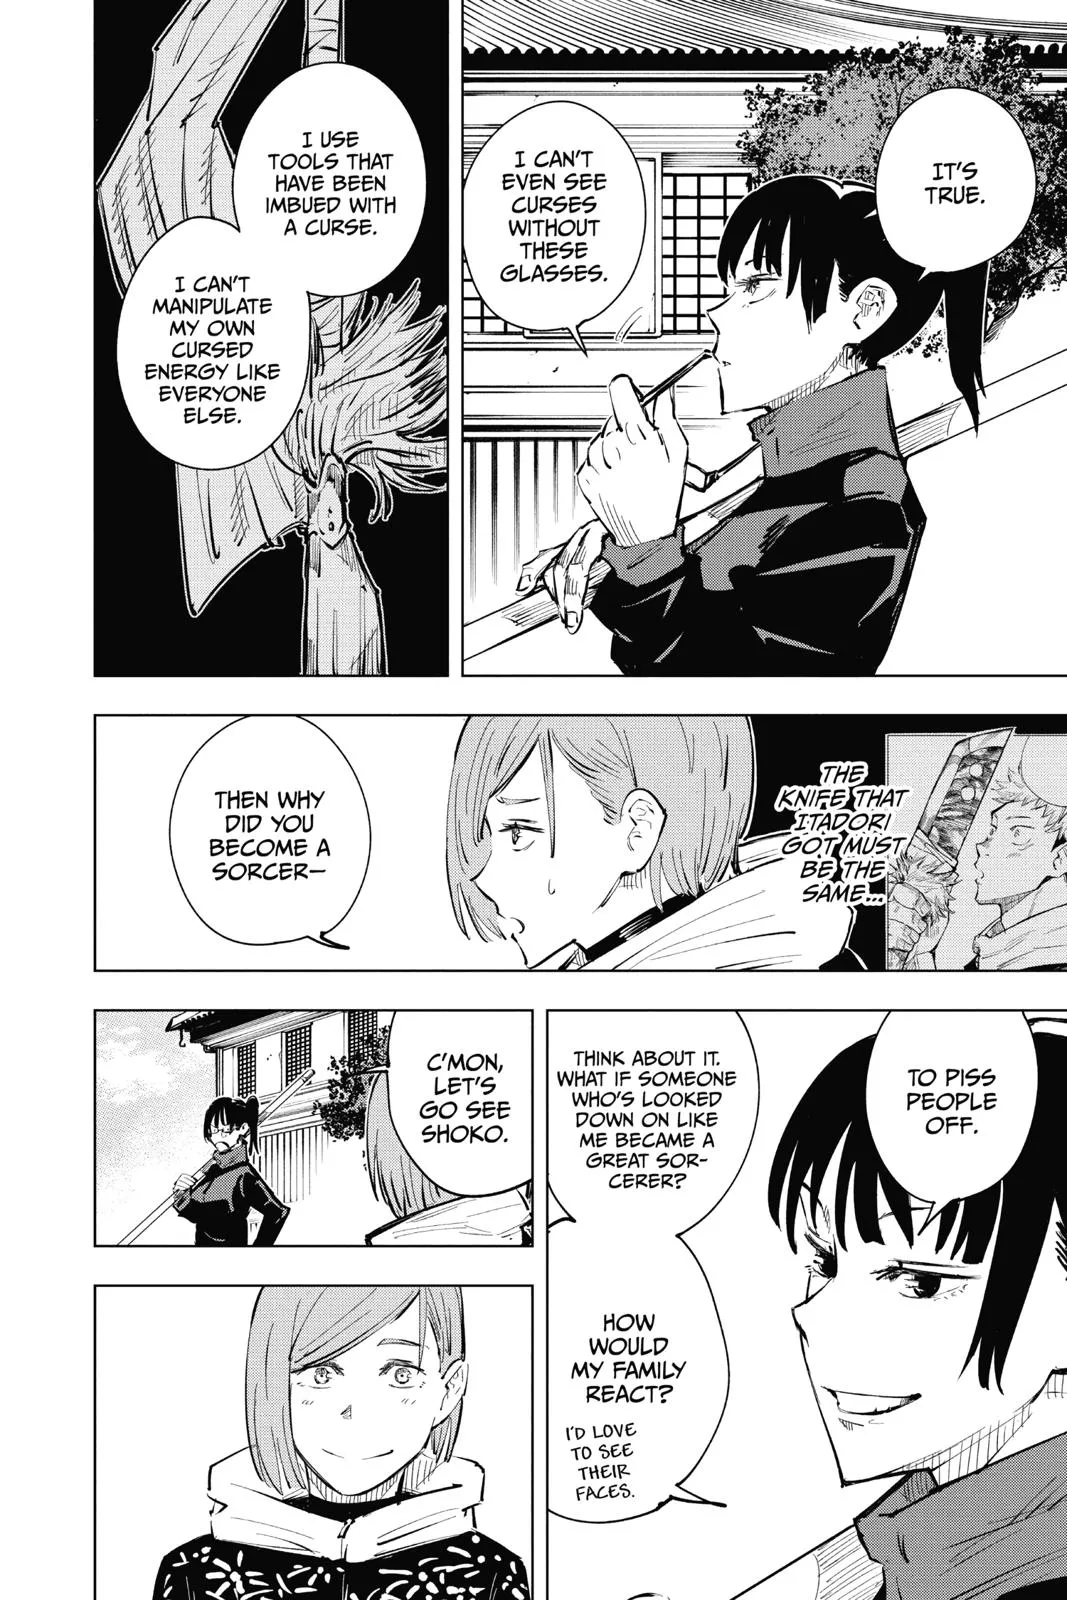 IT'S
TRUE.
I CAN'T
EVEN SEE
CURSES
WITHOUT
THESE
GLASSES.
I USE
TOOLS THAT
HAVE BEEN
IMBUED WITH
A CURSE.
I CAN'T
MANIPULATE
MY OWN
CURSED
ENERGY LIKE
EVERYONE
ELSE.
THE
KNIFE THAT
ITADORI
GOT MUST
BE THE
SAME...
THEN WHY
DID YOU
BECOME A
SORCER–
TO PISS
PEOPLE
OFF.
THINK ABOUT IT.
WHAT IF SOMEONE
WHO'S LOOKED
DOWN ON LIKE
ME BECAME A
GREAT SOR-
CERER?
HOW
WOULD
MY FAMILY
REACT?
I'D LOVE
TO SEE
THEIR
FACES.
C'MON,
LET'S
GO SEE
SHOKO.